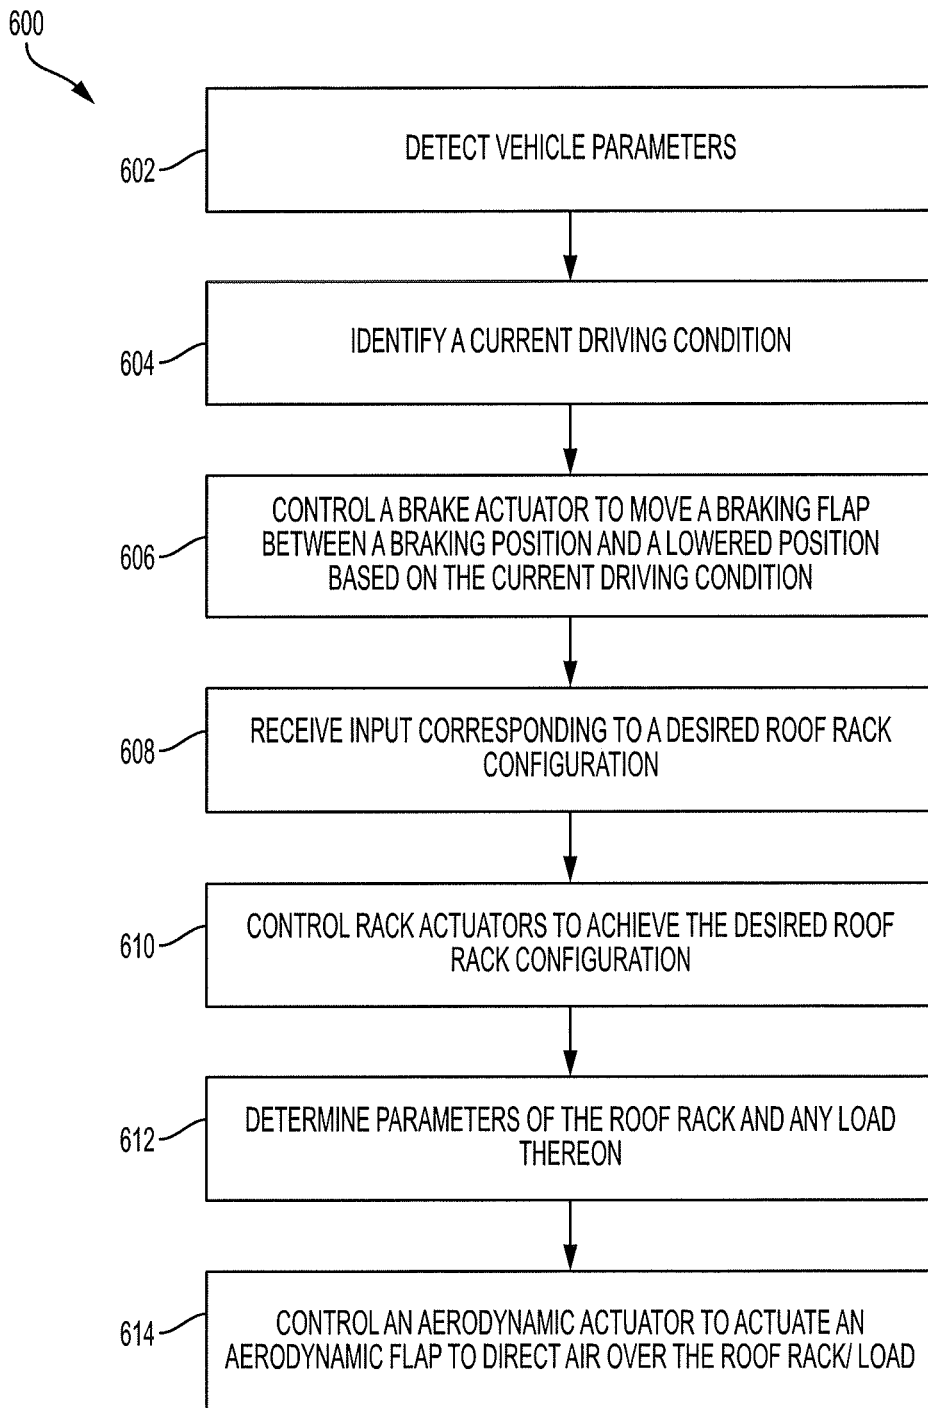 600
602
DETECT VEHICLE PARAMETERS
604
IDENTIFY A CURRENT DRIVING CONDITION
606
CONTROL A BRAKE ACTUATOR TO MOVE A BRAKING FLAP
BETWEEN A BRAKING POSITION AND A LOWERED POSITION
BASED ON THE CURRENT DRIVING CONDITION
608
RECEIVE INPUT CORRESPONDING TO A DESIRED ROOF RACK
CONFIGURATION
610
CONTROL RACK ACTUATORS TO ACHIEVE THE DESIRED ROOF
RACK CONFIGURATION
612
DETERMINE PARAMETERS OF THE ROOF RACK AND ANY LOAD
THEREON
614
CONTROL AN AERODYNAMIC ACTUATOR TO ACTUATE AN
AERODYNAMIC FLAP TO DIRECT AIR OVER THE ROOF RACK/ LOAD